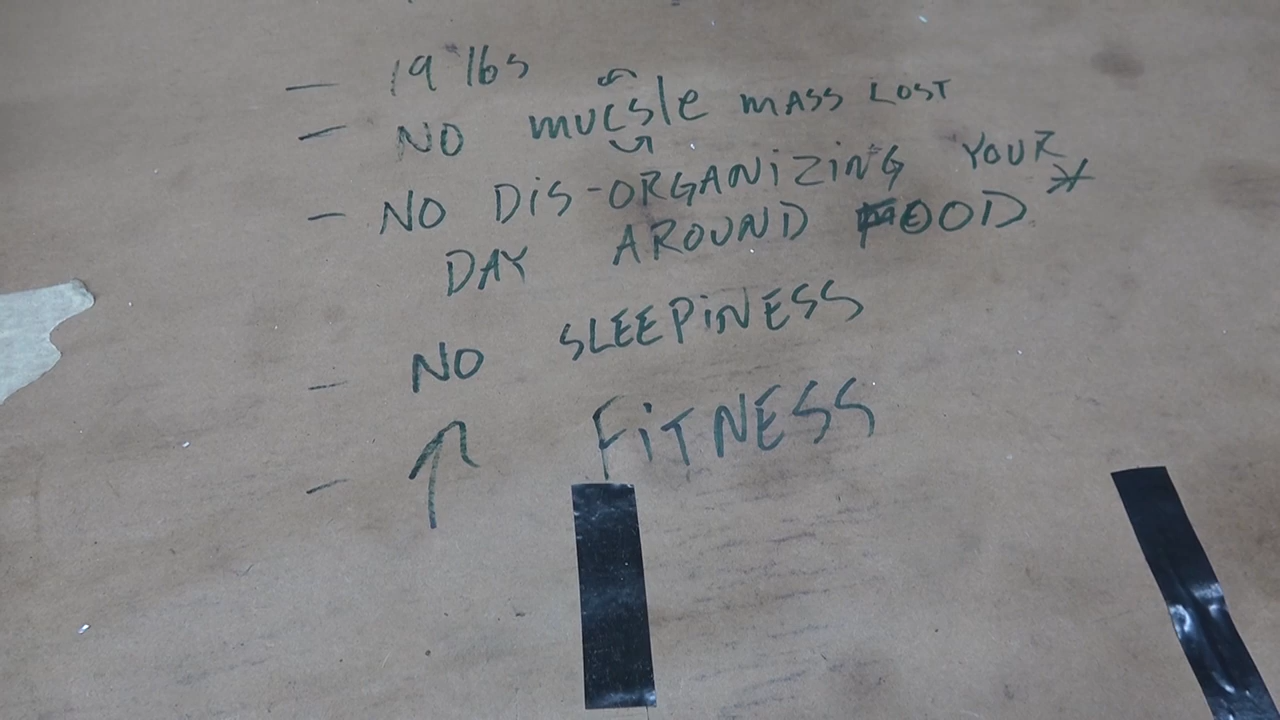 - 19 lbs
- NO mucsle mASS LOST
- NO DiS-ORGANiZiNG YOUR
DAY AROUND FOOD *
- NO SLEEPiNESS
- ↑ FiTNESS